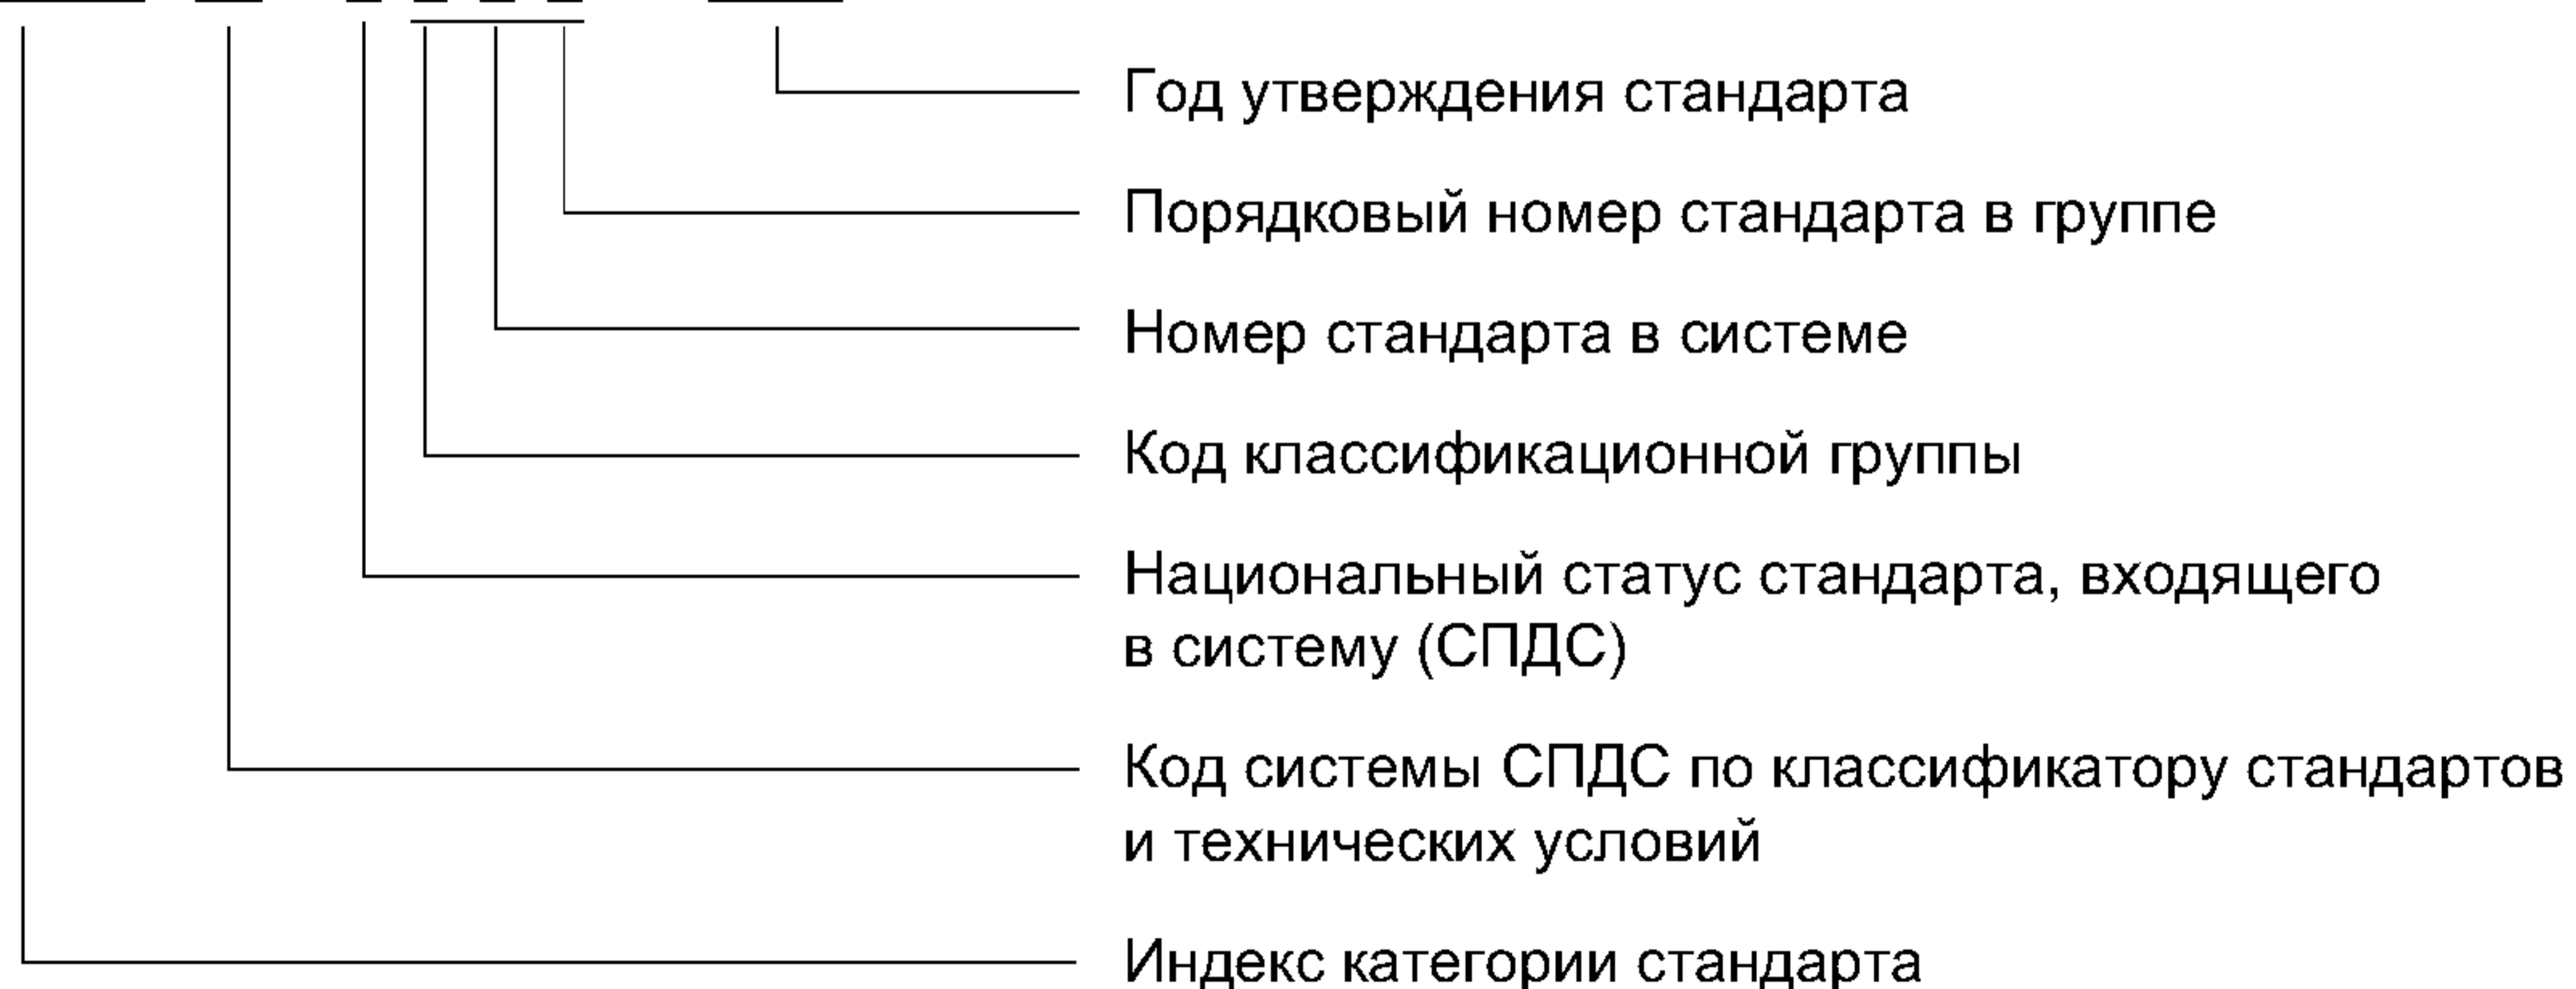 Год утверждения стандарта
Порядковый номер стандарта в группе
Номер стандарта в системе
Код классификационной группы
Национальный статус стандарта, входящего
в систему (СПДС)
Код системы СПДС по классификатору стандартов
и технических условий
Индекс категории стандарта